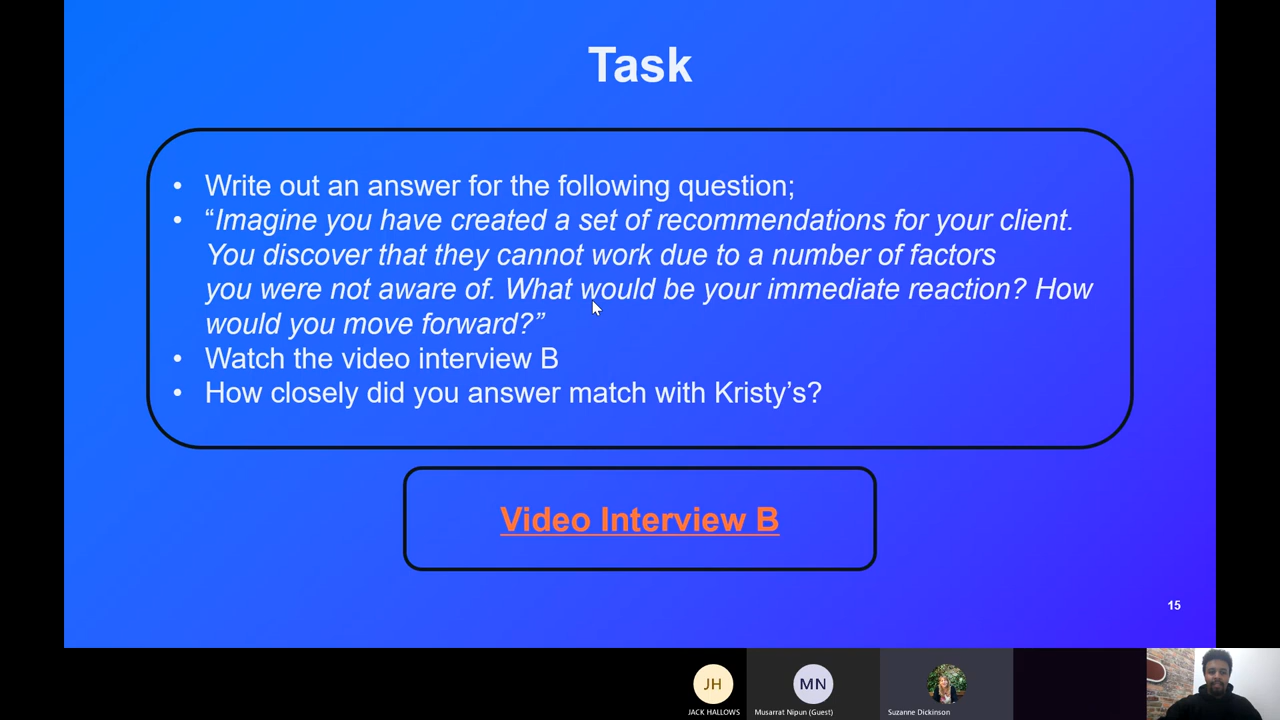 Task
• Write out an answer for the following question;
• “Imagine you have created a set of recommendations for your client.
You discover that they cannot work due to a number of factors
you were not aware of. What would be your immediate reaction? How
would you move forward?”
• Watch the video interview B
• How closely did you answer match with Kristy’s?
Video Interview B
15
JH
MN
JACK HALLOWS
Musarrat Nipun (Guest)
Suzanne Dickinson